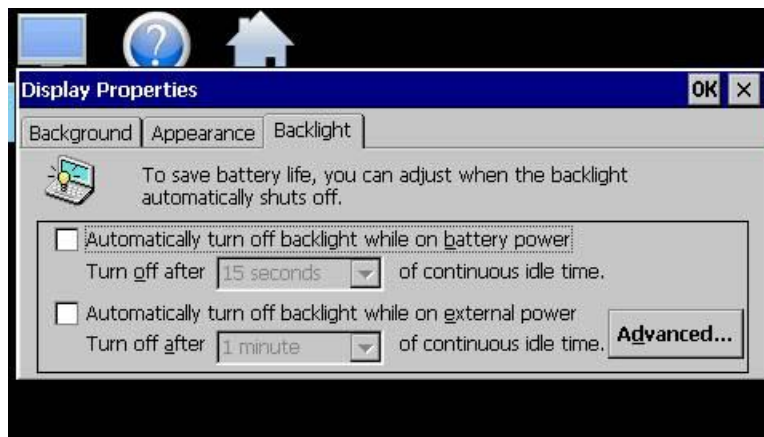 ?
Display Properties OK ×
Background Appearance Backlight
To save battery life, you can adjust when the backlight
automatically shuts off.
Automatically turn off backlight while on battery power
Turn off after 15 seconds of continuous idle time.
Automatically turn off backlight while on external power
Turn off after 1 minute of continuous idle time.
Advanced...